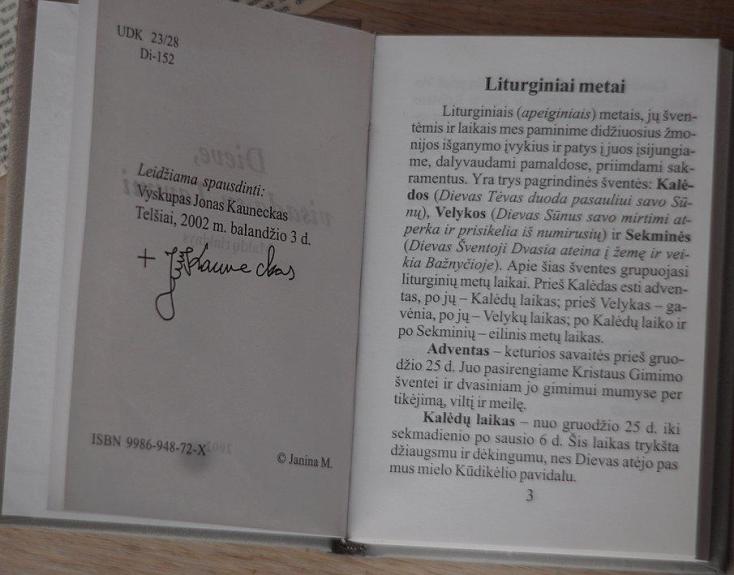 UDK 23/28
Di-152
Leidžiama spausdinti:
Vyskupas Jonas Kauneckas
Telšiai, 2002 m. balandžio 3 d.
+ J Kauneckas
ISBN 9986-948-72-X
© Janina M.
Liturginiai metai
Liturginiais (apeiginiais) metais, jų šven-
tėmis ir laikais mes paminime didžiuosius žmo-
nijos išganymo įvykius ir patys į juos įsijungia-
me, dalyvaudami pamaldose, priimdami sak-
ramentus. Yra trys pagrindinės šventės: Kalė-
dos (Dievas Tėvas duoda pasauliui savo Sū-
nų), Velykos (Dievas Sūnus savo mirtimi at-
perka ir prisikelia iš numirusių) ir Sekminės
(Dievas Šventoji Dvasia ateina į žemę ir vei-
kia Bažnyčioje). Apie šias šventes grupuojasi
liturginių metų laikai. Prieš Kalėdas esti adven-
tas, po jų – Kalėdų laikas; prieš Velykas – ga-
vėnia, po jų – Velykų laikas; po Kalėdų laiko ir
po Sekminių – eilinis metų laikas.
Adventas – keturios savaitės prieš gruo-
džio 25 d. Juo pasirengiame Kristaus Gimimo
šventei ir dvasiniam jo gimimui mumyse per
tikėjimą, viltį ir meilę.
Kalėdų laikas – nuo gruodžio 25 d. iki
sekmadienio po sausio 6 d. Šis laikas trykšta
džiaugsmu ir dėkingumu, nes Dievas atėjo pas
mus mielo Kūdikėlio pavidalu.
3